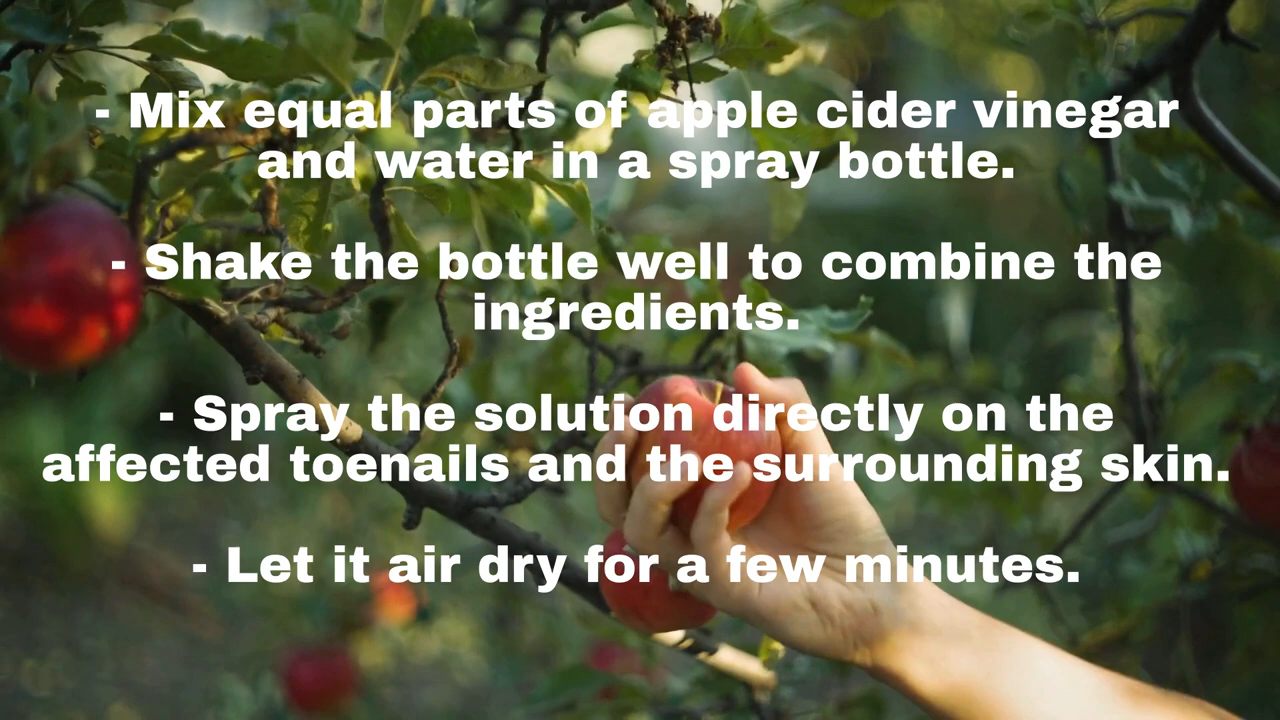 - Mix equal parts of apple cider vinegar
and water in a spray bottle.
- Shake the bottle well to combine the
ingredients.
- Spray the solution directly on the
affected toenails and the surrounding skin.
- Let it air dry for a few minutes.